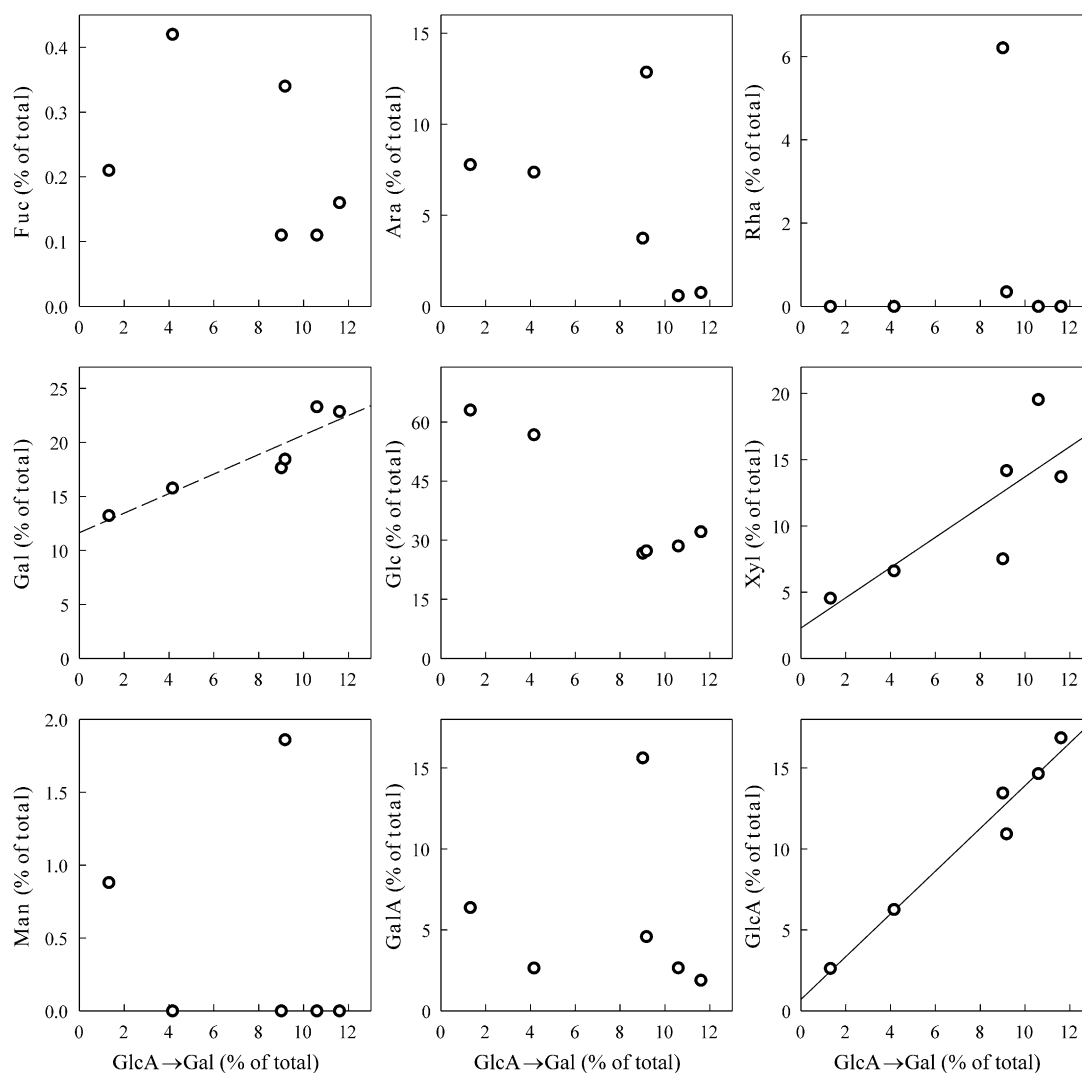 Fuc (% of total)
0.4
0.3
0.2
0.1
0.0
0 2 4 6 8 10 12
Ara (% of total)
15
10
5
0
0 2 4 6 8 10 12
Rha (% of total)
6
4
2
0
0 2 4 6 8 10 12
Gal (% of total)
25
20
15
10
5
0
0 2 4 6 8 10 12
Glc (% of total)
60
45
30
15
0
0 2 4 6 8 10 12
Xyl (% of total)
20
15
10
5
0
0 2 4 6 8 10 12
Man (% of total)
2.0
1.5
1.0
0.5
0.0
0 2 4 6 8 10 12
GlcA→Gal (% of total)
GalA (% of total)
15
10
5
0
0 2 4 6 8 10 12
GlcA→Gal (% of total)
GlcA (% of total)
15
10
5
0
0 2 4 6 8 10 12
GlcA→Gal (% of total)